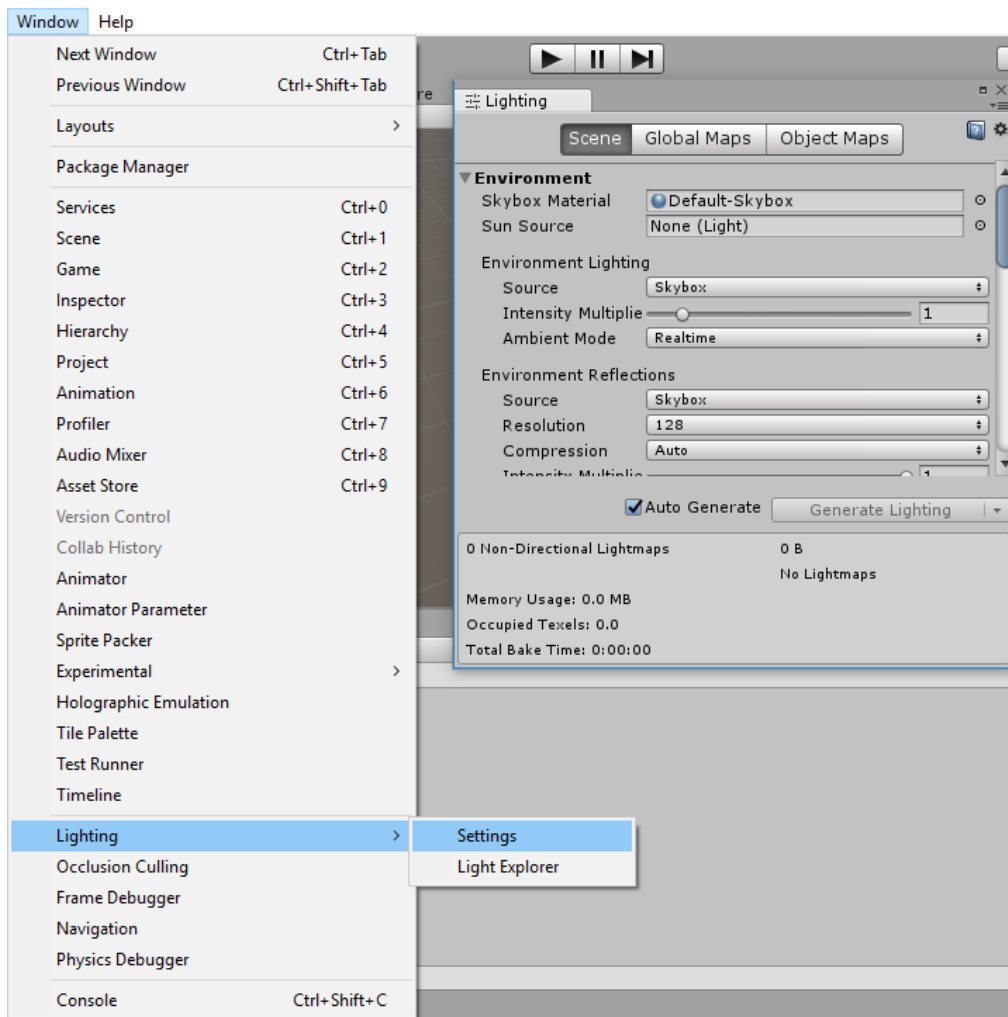 Window Help
Next Window Ctrl+Tab
Previous Window Ctrl+Shift+Tab
Layouts
Package Manager
Services Ctrl+0
Scene Ctrl+1
Game Ctrl+2
Inspector Ctrl+3
Hierarchy Ctrl+4
Project Ctrl+5
Animation Ctrl+6
Profiler Ctrl+7
Audio Mixer Ctrl+8
Asset Store Ctrl+9
Version Control
Collab History
Animator
Animator Parameter
Sprite Packer
Experimental
Holographic Emulation
Tile Palette
Test Runner
Timeline
Lighting
Occlusion Culling
Frame Debugger
Navigation
Physics Debugger
Console Ctrl+Shift+C
Settings
Light Explorer
re
Lighting
Scene Global Maps Object Maps
Environment
Skybox Material Default-Skybox
Sun Source None (Light)
Environment Lighting
Source Skybox
Intensity Multiplie 1
Ambient Mode Realtime
Environment Reflections
Source Skybox
Resolution 128
Compression Auto
Intensity Multiplie 1
Auto Generate Generate Lighting
0 Non-Directional Lightmaps 0 B
No Lightmaps
Memory Usage: 0.0 MB
Occupied Texels: 0.0
Total Bake Time: 0:00:00